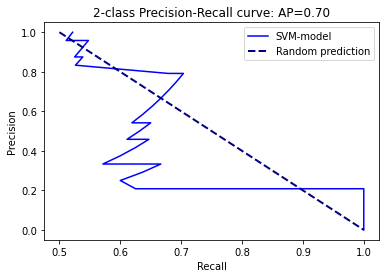 2-class Precision-Recall curve: AP=0.70
SVM-model
Random prediction
Precision
1.0
0.8
0.6
0.4
0.2
0.0
0.5 0.6 0.7 0.8 0.9 1.0
Recall